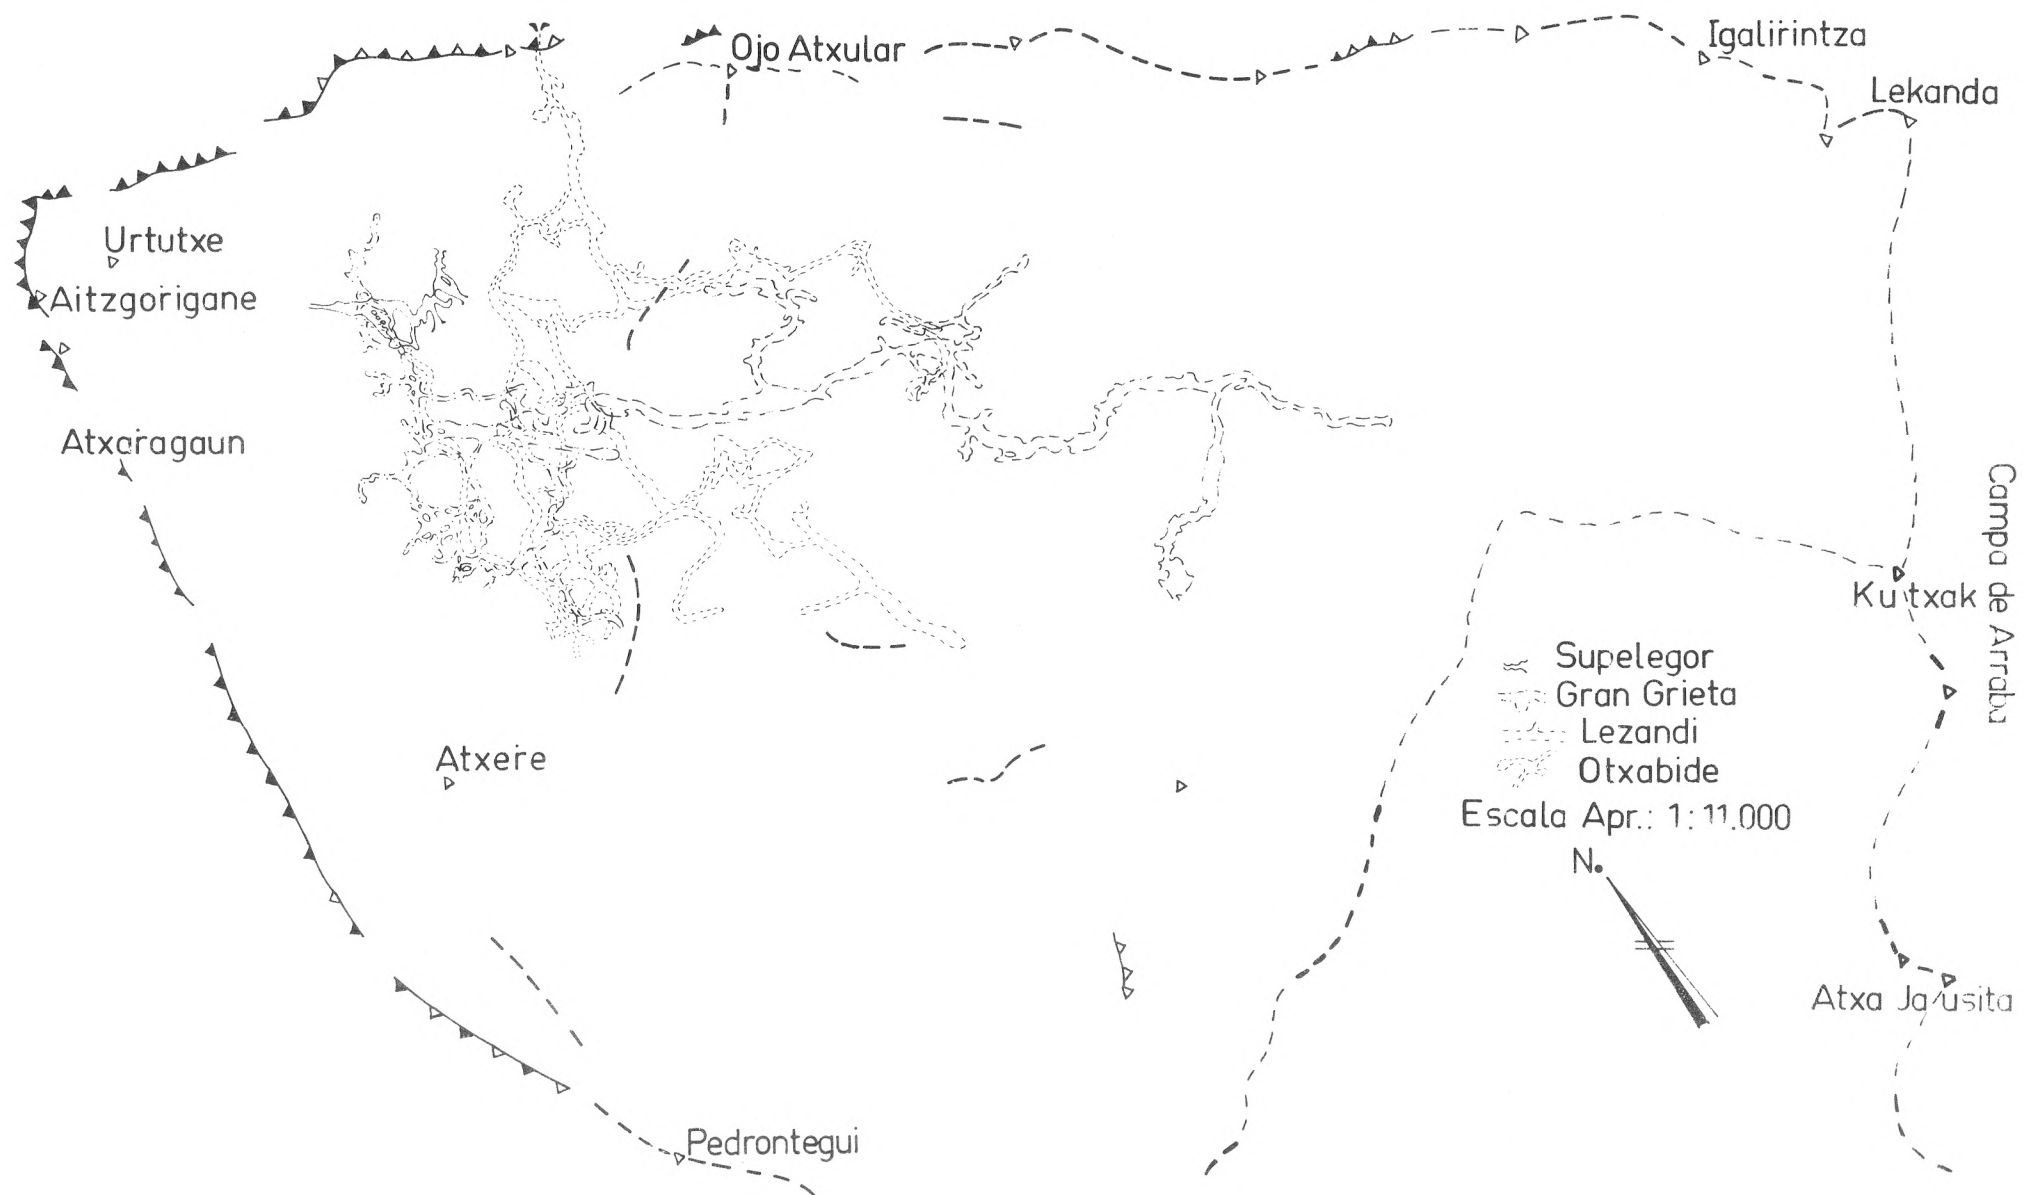 Ojo Atxular
Igalirintza
Lekanda
Urtutxe
Aitzgorigane
Atxaragaun
Campa de Arraba
Kutxak
Supelegor
Gran Grieta
Lezandi
Otxabide
Escala Apr.: 1:11.000
N.
Atxere
Atxa Jausita
Pedrontegui